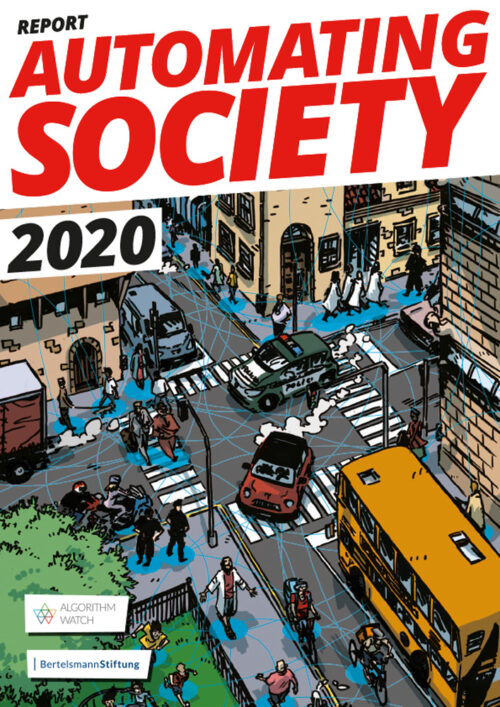 REPORT
AUTOMATING
SOCIETY
2020
POLICE
ALGORITHM
WATCH
BertelsmannStiftung